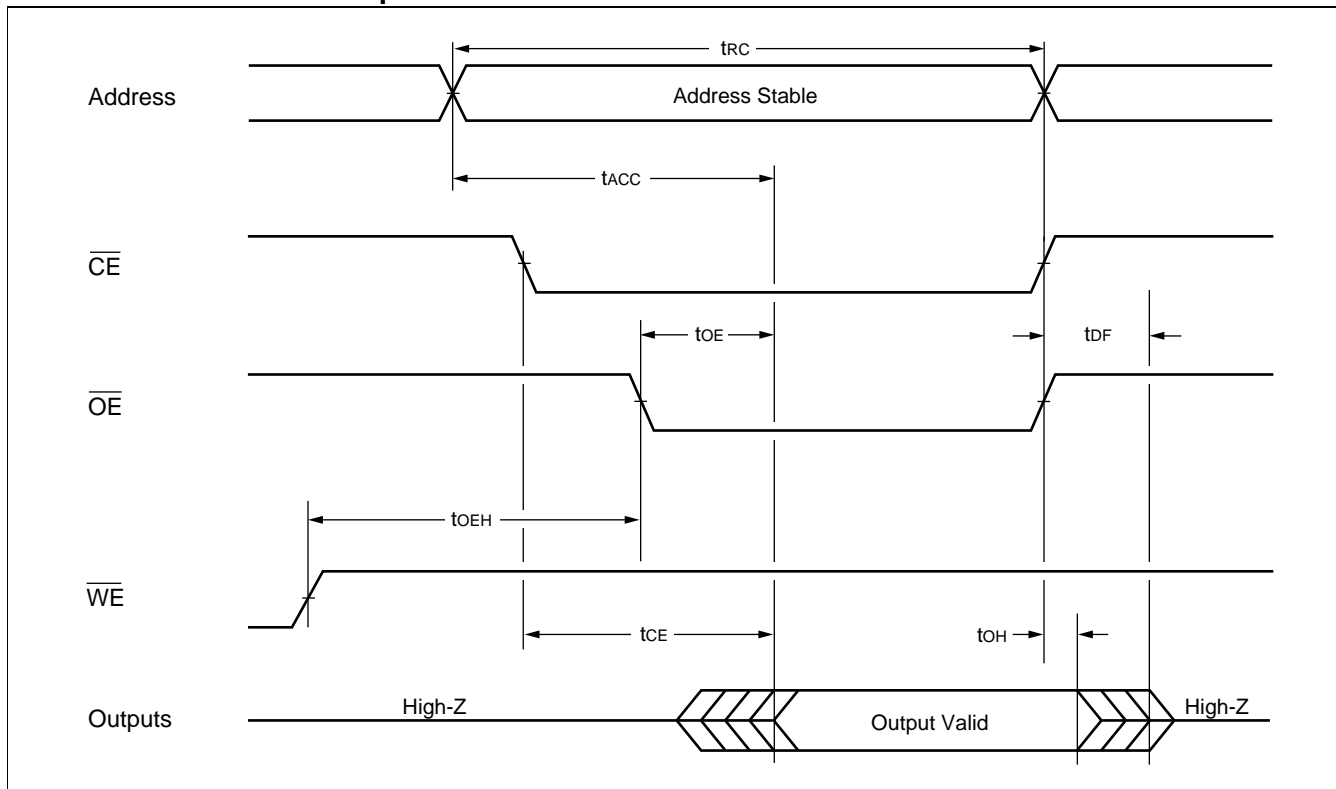 tRC
Address
Address Stable
tACC
CE
tOE
tDF
OE
tOEH
WE
tCE
tOH
Outputs
High-Z
Output Valid
High-Z